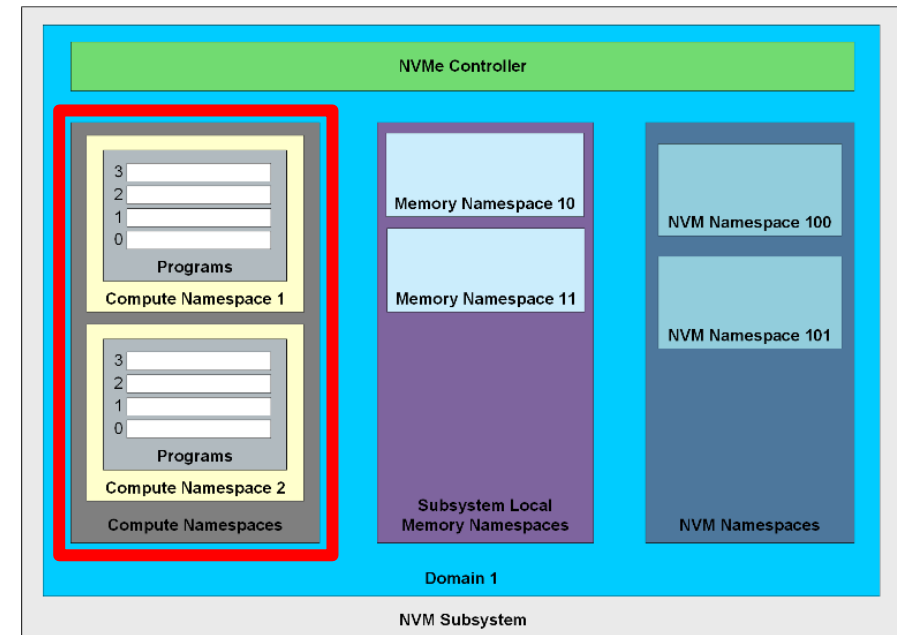 NVMe Controller
3
2
1
0
Programs
Compute Namespace 1
3
2
1
0
Programs
Compute Namespace 2
Compute Namespaces
Memory Namespace 10
Memory Namespace 11
Subsystem Local
Memory Namespaces
NVM Namespace 100
NVM Namespace 101
NVM Namespaces
Domain 1
NVM Subsystem